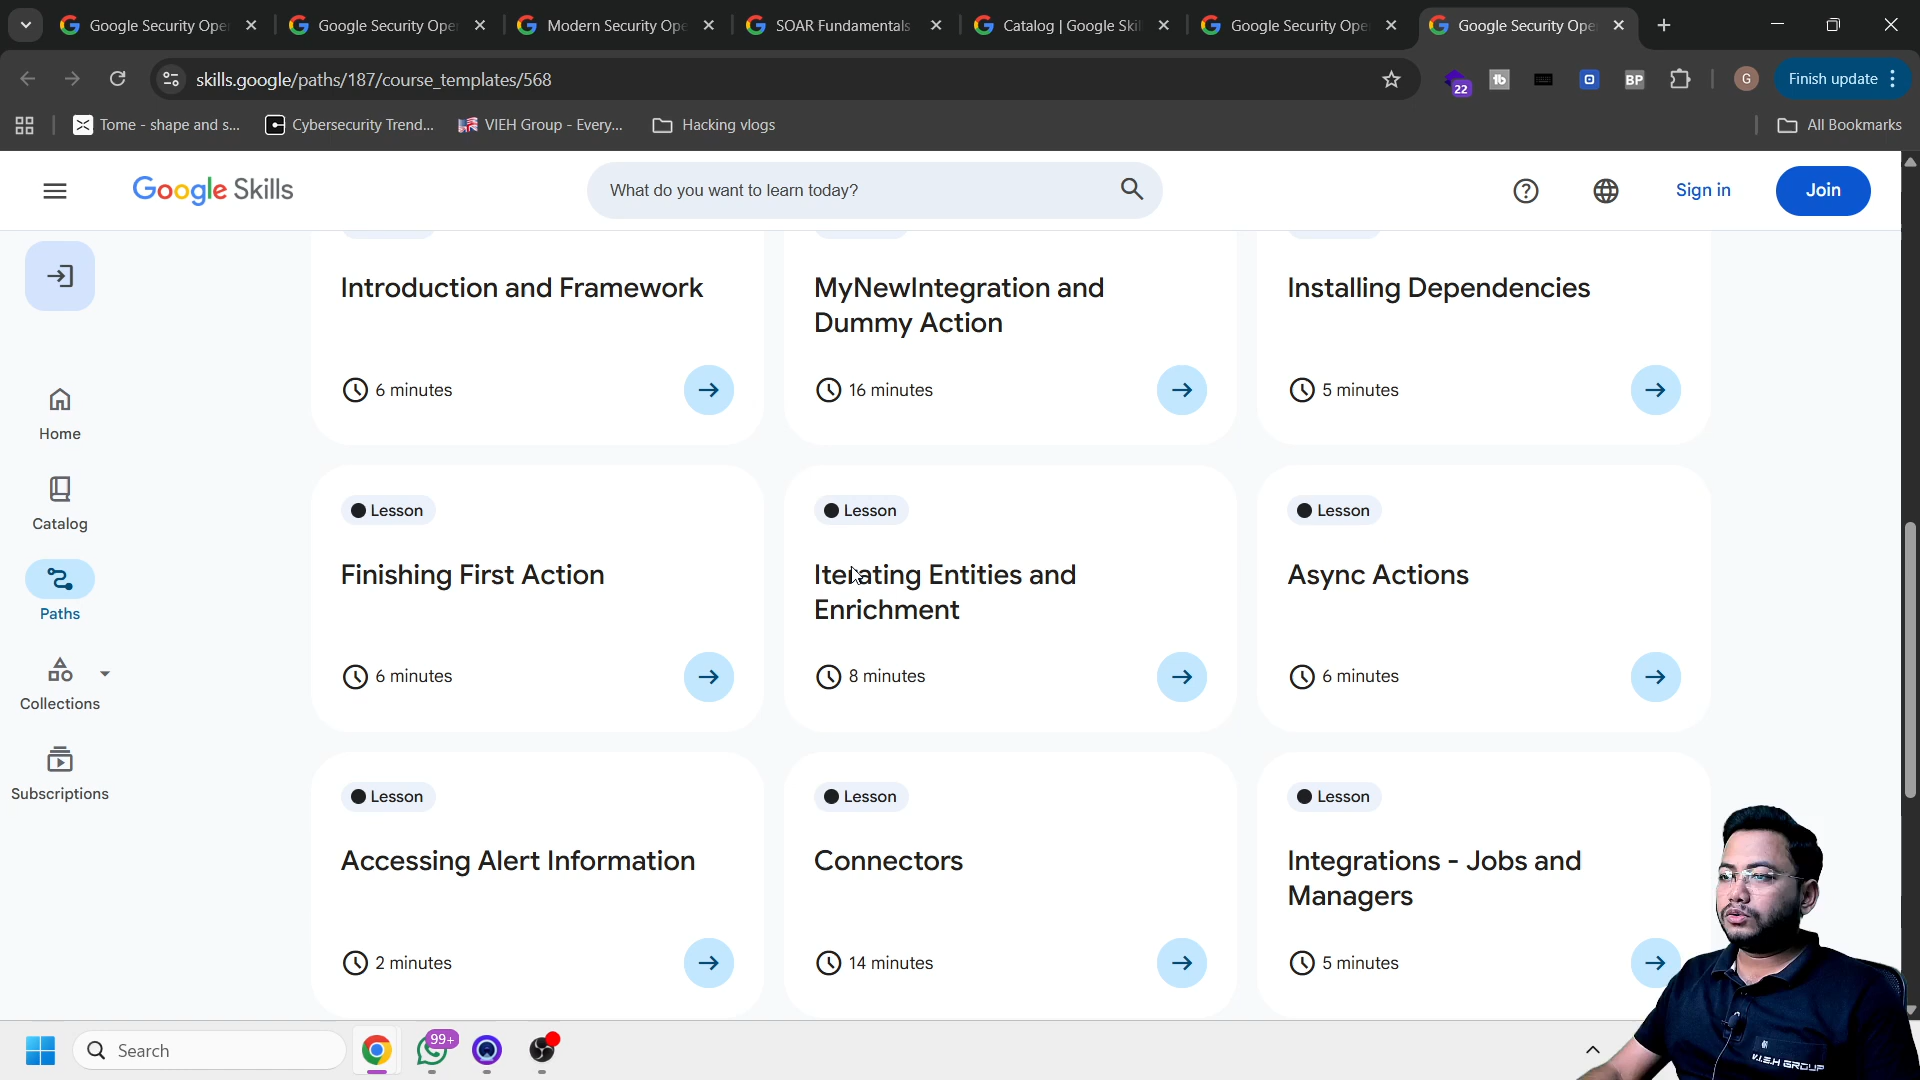 Google Security Ope
Google Security Oper
Modern Security Ope
SOAR Fundamentals
Catalog | Google Skil
Google Security Ope
Google Security Ope
skills.google/paths/187/course_templates/568
22
tb
BP
G
Finish update
Tome - shape and s...
Cybersecurity Trend...
VIEH Group - Every...
Hacking vlogs
All Bookmarks
Google Skills
What do you want to learn today?
Sign in
Join
Home
Catalog
Paths
Collections
Subscriptions
Introduction and Framework
6 minutes
MyNewIntegration and
Dummy Action
16 minutes
Installing Dependencies
5 minutes
Lesson
Finishing First Action
6 minutes
Lesson
Iterating Entities and
Enrichment
8 minutes
Lesson
Async Actions
6 minutes
Lesson
Accessing Alert Information
2 minutes
Lesson
Connectors
14 minutes
Lesson
Integrations - Jobs and
Managers
5 minutes
Search
99+
V.I.E.H GROUP